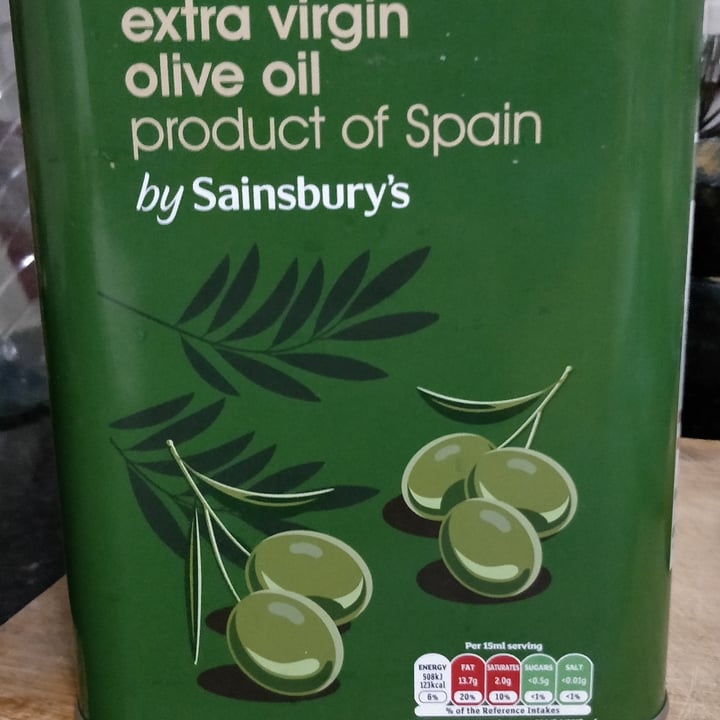 extra virgin
olive oil
product of Spain
by Sainsbury's
Per 15ml serving
ENERGY FAT SATURATES SUGARS SALT
508kJ
123kcal 13.7g 2.0g <0.5g <0.01g
6% 20% 10% <1% <1%
% of the Reference Intakes